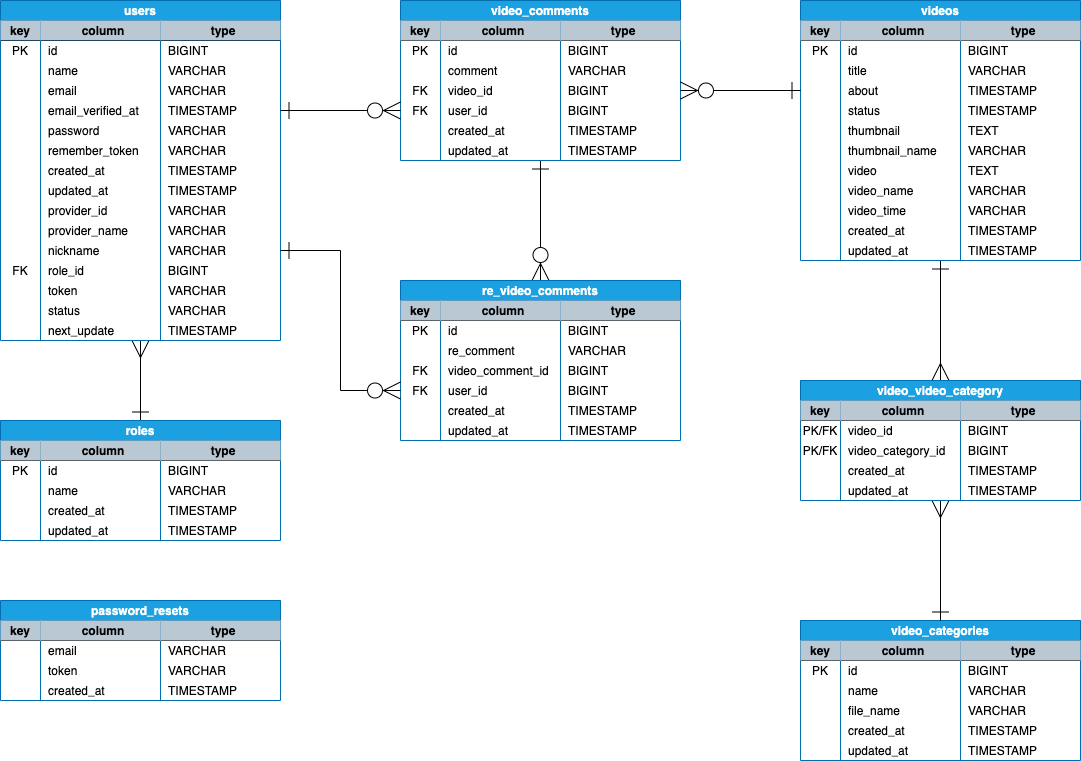 users
key column type
PK id BIGINT
name VARCHAR
email VARCHAR
email_verified_at TIMESTAMP
password VARCHAR
remember_token VARCHAR
created_at TIMESTAMP
updated_at TIMESTAMP
provider_id VARCHAR
provider_name VARCHAR
nickname VARCHAR
FK role_id BIGINT
token VARCHAR
status VARCHAR
next_update TIMESTAMP
roles
key column type
PK id BIGINT
name VARCHAR
created_at TIMESTAMP
updated_at TIMESTAMP
password_resets
key column type
email VARCHAR
token VARCHAR
created_at TIMESTAMP
video_comments
key column type
PK id BIGINT
comment VARCHAR
FK video_id BIGINT
FK user_id BIGINT
created_at TIMESTAMP
updated_at TIMESTAMP
re_video_comments
key column type
PK id BIGINT
re_comment VARCHAR
FK video_comment_id BIGINT
FK user_id BIGINT
created_at TIMESTAMP
updated_at TIMESTAMP
videos
key column type
PK id BIGINT
title VARCHAR
about TIMESTAMP
status TIMESTAMP
thumbnail TEXT
thumbnail_name VARCHAR
video TEXT
video_name VARCHAR
video_time VARCHAR
created_at TIMESTAMP
updated_at TIMESTAMP
video_video_category
key column type
PK/FK video_id BIGINT
PK/FK video_category_id BIGINT
created_at TIMESTAMP
updated_at TIMESTAMP
video_categories
key column type
PK id BIGINT
name VARCHAR
file_name VARCHAR
created_at TIMESTAMP
updated_at TIMESTAMP